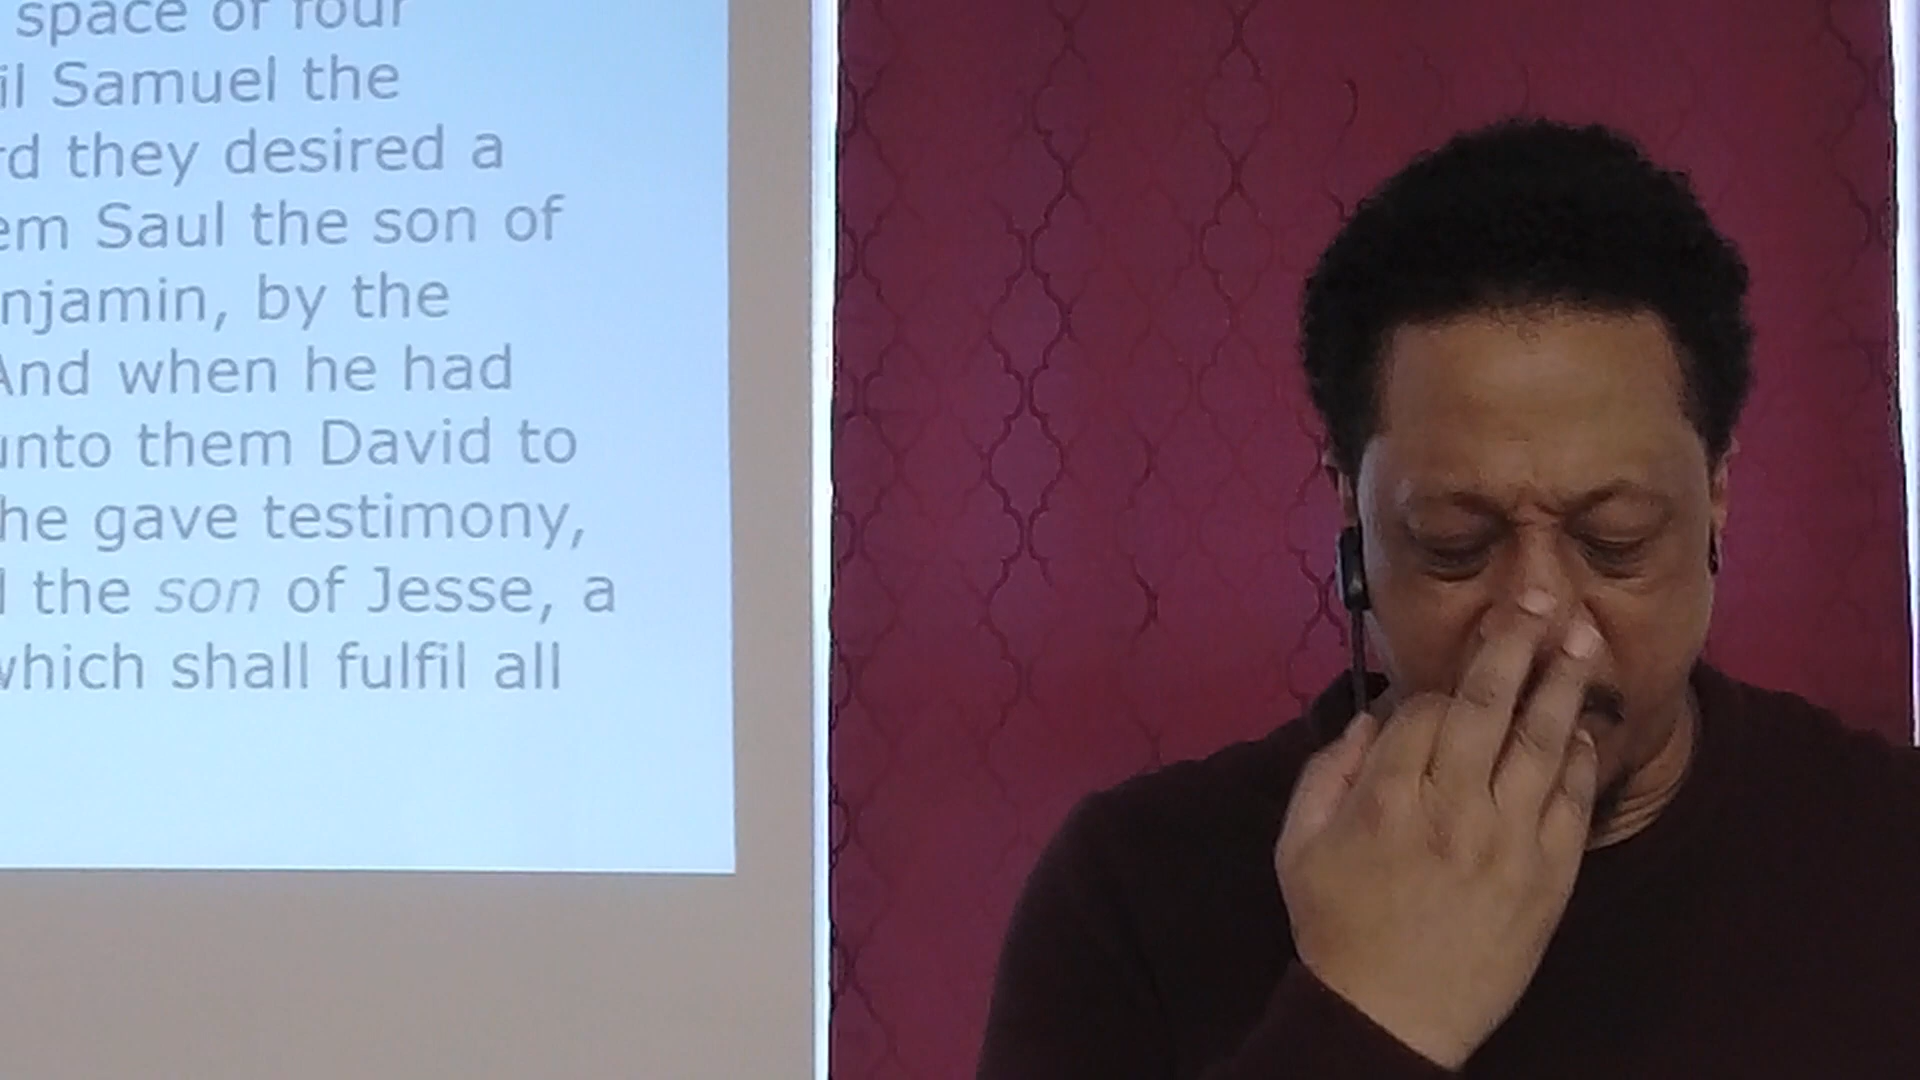 space of four
il Samuel the
rd they desired a
em Saul the son of
njamin, by the
And when he had
unto them David to
he gave testimony,
the son of Jesse, a
which shall fulfil all